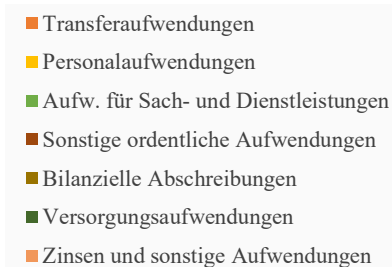 Transferaufwendungen
Personalaufwendungen
Aufw. für Sach- und Dienstleistungen
Sonstige ordentliche Aufwendungen
Bilanzielle Abschreibungen
Versorgungsaufwendungen
Zinsen und sonstige Aufwendungen